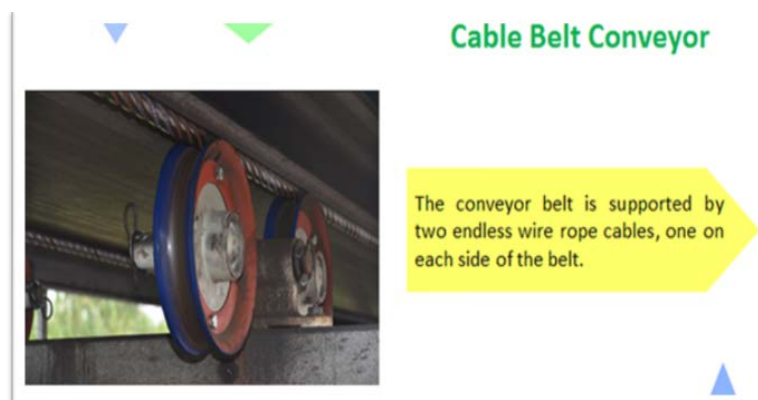 Cable Belt Conveyor
The conveyor belt is supported by
two endless wire rope cables, one on
each side of the belt.